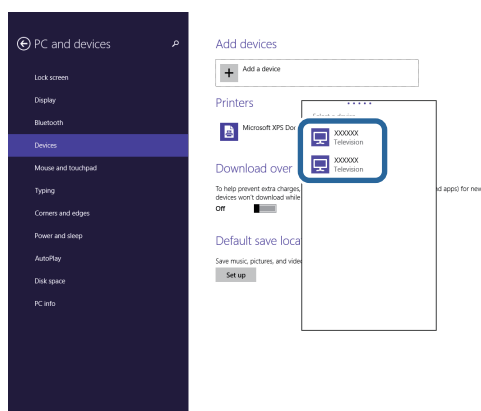 PC and devices
Lock screen
Display
Bluetooth
Devices
Mouse and touchpad
Typing
Corners and edges
Power and sleep
AutoPlay
Disk space
PC info
Add devices
Add a device
Printers
Microsoft XPS Doc
Select a device
XXXXXX
Television
XXXXXX
Television
Download over
To help prevent extra charges, d apps) for new
devices won't download while
Off
Default save loca
Save music, pictures, and video
Set up